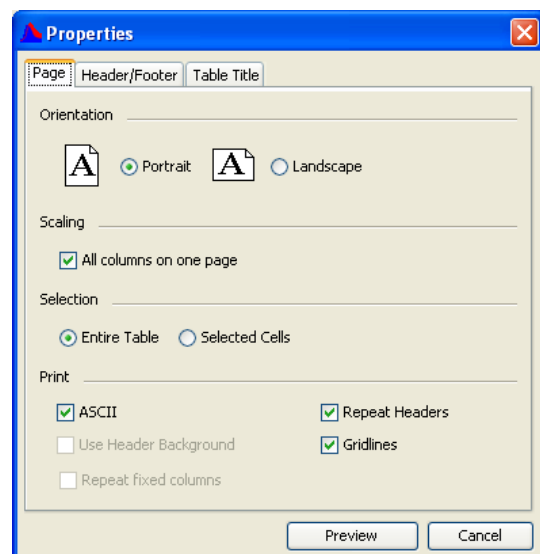 Properties
Page Header/Footer Table Title
Orientation
A Portrait A Landscape
Scaling
All columns on one page
Selection
Entire Table Selected Cells
Print
ASCII Repeat Headers
Use Header Background Gridlines
Repeat fixed columns
Preview Cancel